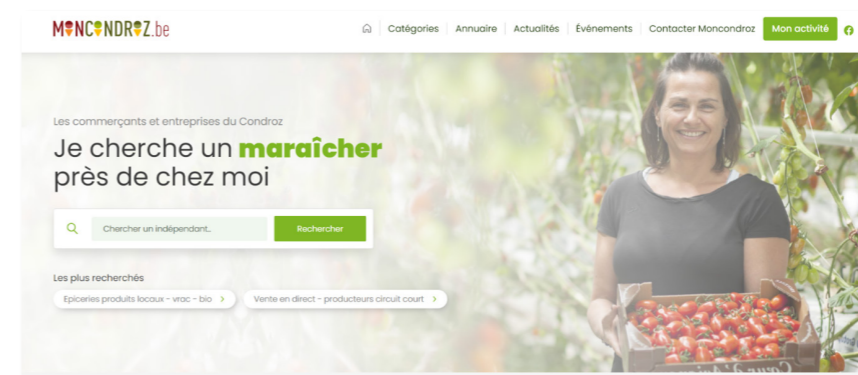 MONCONDROZ.be
Catégories
Annuaire
Actualités
Événements
Contacter Moncondroz
Mon activité
Les commerçants et entreprises du Condroz
Je cherche un maraîcher
près de chez moi
Chercher un indépendant..
Rechercher
Les plus recherchés
Epiceries produits locaux - vrac - bio >
Vente en direct - producteurs circuit court >